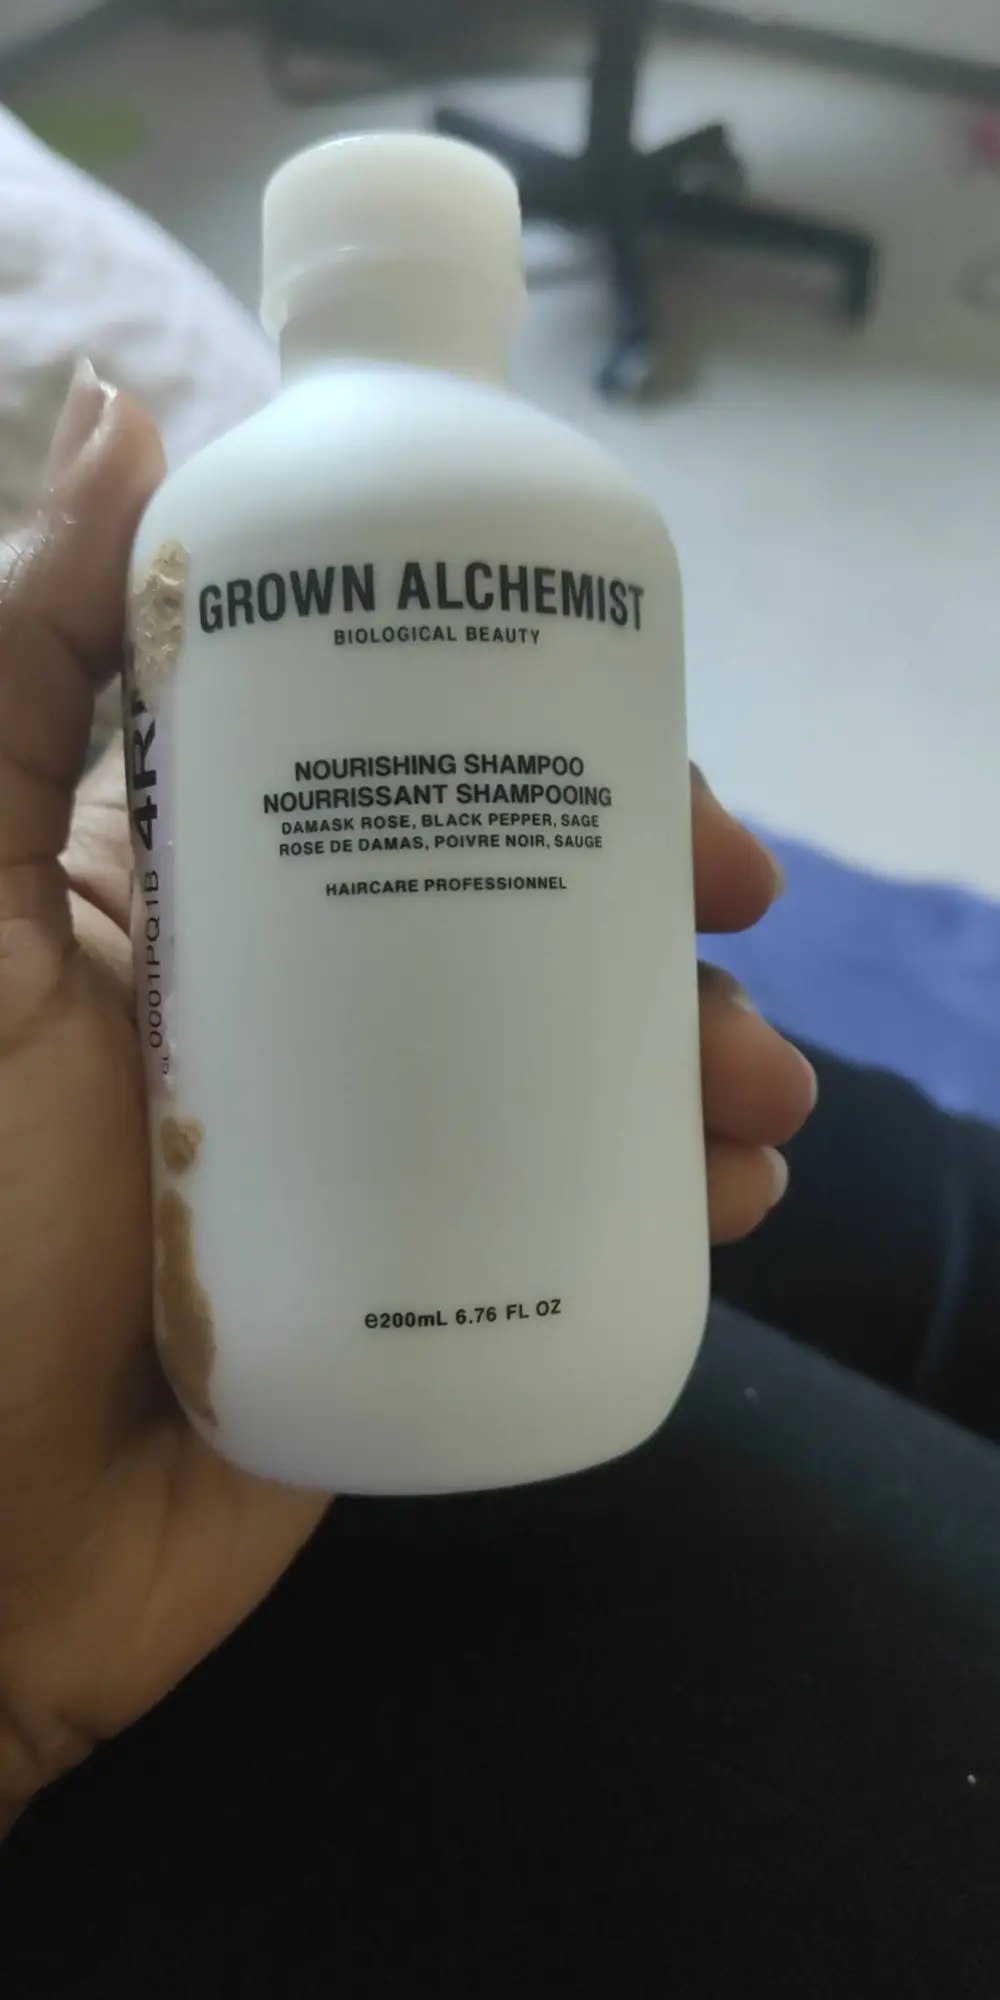 GROWN ALCHEMIST
BIOLOGICAL BEAUTY
NOURISHING SHAMPOO
NOURRISSANT SHAMPOOING
DAMASK ROSE, BLACK PEPPER, SAGE
ROSE DE DAMAS, POIVRE NOIR, SAUGE
HAIRCARE PROFESSIONNEL
℮200mL 6.76 FL OZ
0001PQ1B